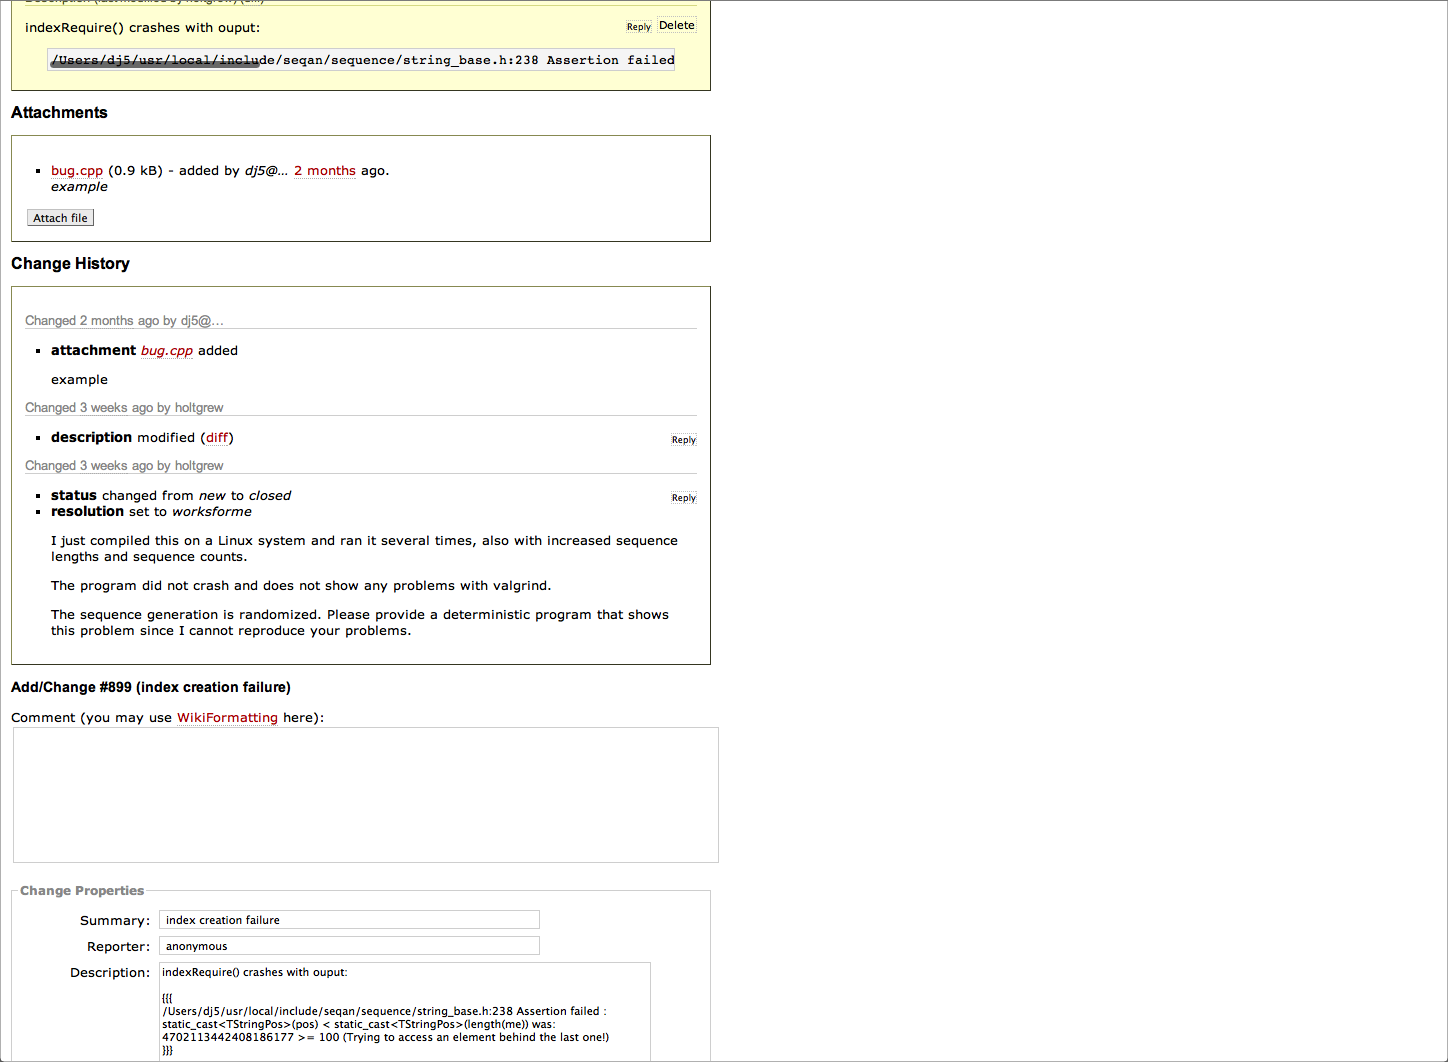 indexRequire() crashes with ouput:
Reply Delete
/Users/dj5/usr/local/include/seqan/sequence/string_base.h:238 Assertion failed
Attachments
bug.cpp (0.9 kB) - added by dj5@... 2 months ago.
example
Attach file
Change History
Changed 2 months ago by dj5@...
attachment bug.cpp added
example
Changed 3 weeks ago by holtgrew
description modified (diff)
Reply
Changed 3 weeks ago by holtgrew
status changed from new to closed
Reply
resolution set to worksforme
I just compiled this on a Linux system and ran it several times, also with increased sequence
lengths and sequence counts.
The program did not crash and does not show any problems with valgrind.
The sequence generation is randomized. Please provide a deterministic program that shows
this problem since I cannot reproduce your problems.
Add/Change #899 (index creation failure)
Comment (you may use WikiFormatting here):
Change Properties
Summary: index creation failure
Reporter: anonymous
Description: indexRequire() crashes with ouput:
{{{
/Users/dj5/usr/local/include/seqan/sequence/string_base.h:238 Assertion failed :
static_cast<TStringPos>(pos) < static_cast<TStringPos>(length(me)) was:
4702113442408186177 >= 100 (Trying to access an element behind the last one!)
}}}